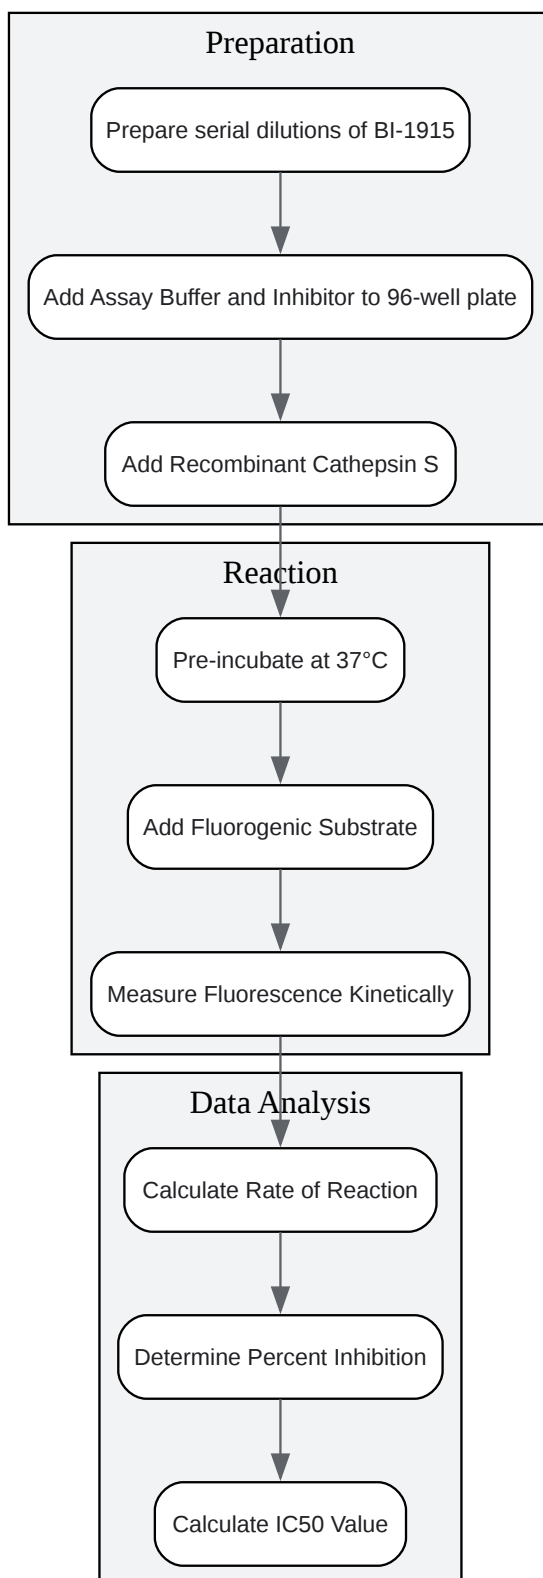 Preparation
Prepare serial dilutions of BI-1915
Add Assay Buffer and Inhibitor to 96-well plate
Add Recombinant Cathepsin S
Reaction
Pre-incubate at 37°C
Add Fluorogenic Substrate
Measure Fluorescence Kinetically
Data Analysis
Calculate Rate of Reaction
Determine Percent Inhibition
Calculate IC50 Value